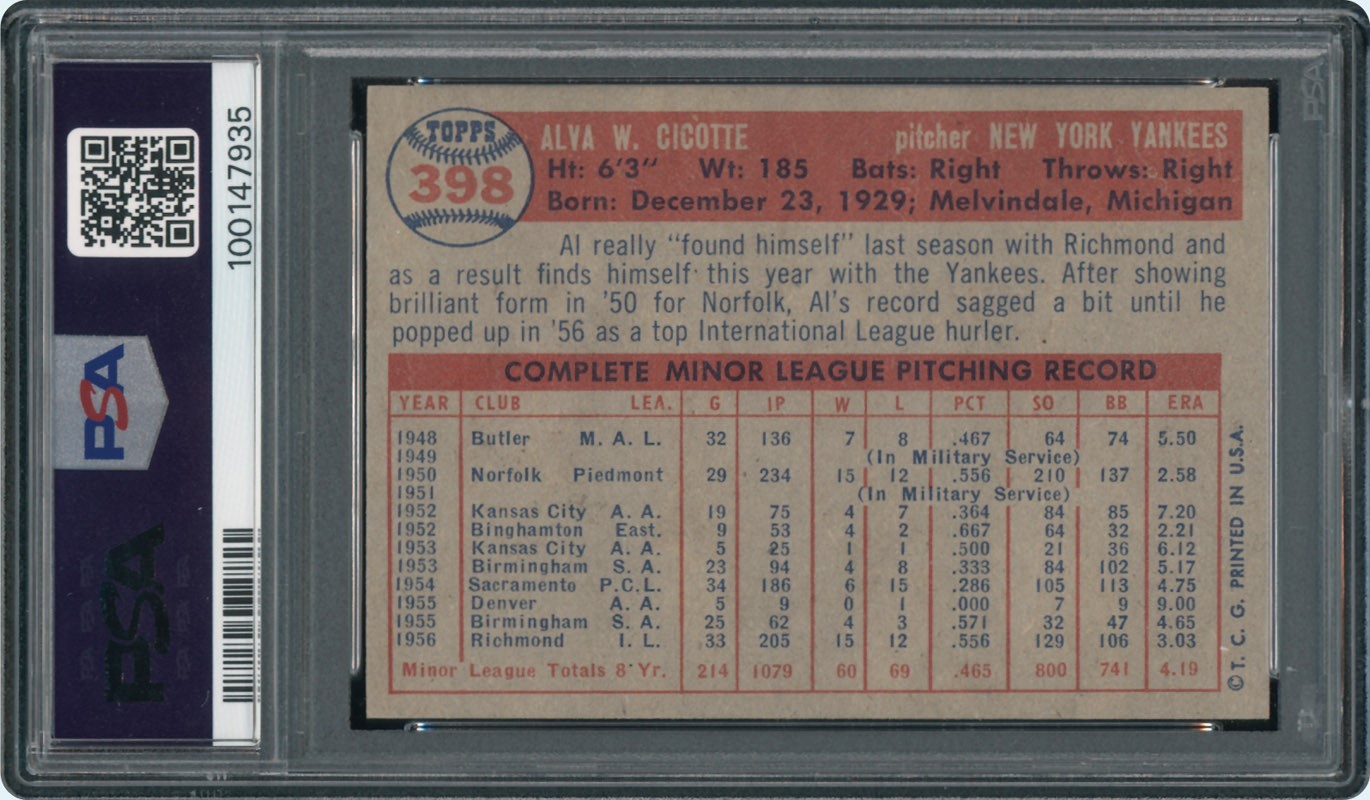 TOPPS
398
ALVA W. CICOTTE pitcher NEW YORK YANKEES
Ht: 6'3" Wt: 185 Bats: Right Throws: Right
Born: December 23, 1929; Melvindale, Michigan
Al really "found himself" last season with Richmond and
as a result finds himself this year with the Yankees. After showing
brilliant form in '50 for Norfolk, Al's record sagged a bit until he
popped up in '56 as a top International League hurler.
COMPLETE MINOR LEAGUE PITCHING RECORD
YEAR CLUB LEA. G IP W L PCT SO BB ERA
1948 Butler M. A. L. 32 136 7 8 .467 64 74 5.50
1949 (In Military Service)
1950 Norfolk Piedmont 29 234 15 12 .556 210 137 2.58
1951 (In Military Service)
1952 Kansas City A. A. 19 75 4 7 .364 84 85 7.20
1952 Binghamton East. 9 53 4 2 .667 64 32 2.21
1953 Kansas City A. A. 5 25 1 1 .500 21 36 6.12
1953 Birmingham S. A. 23 94 4 8 .333 84 102 5.17
1954 Sacramento P.C.L. 34 186 6 15 .286 105 113 4.75
1955 Denver A. A. 5 9 0 1 .000 7 9 9.00
1955 Birmingham S. A. 25 62 4 3 .571 32 47 4.65
1956 Richmond I. L. 33 205 15 12 .556 129 106 3.03
Minor League Totals 8 Yr. 214 1079 60 69 .465 800 741 4.19
© T. C. G. PRINTED IN U.S.A.
100147935
PSA
PSA
PSA